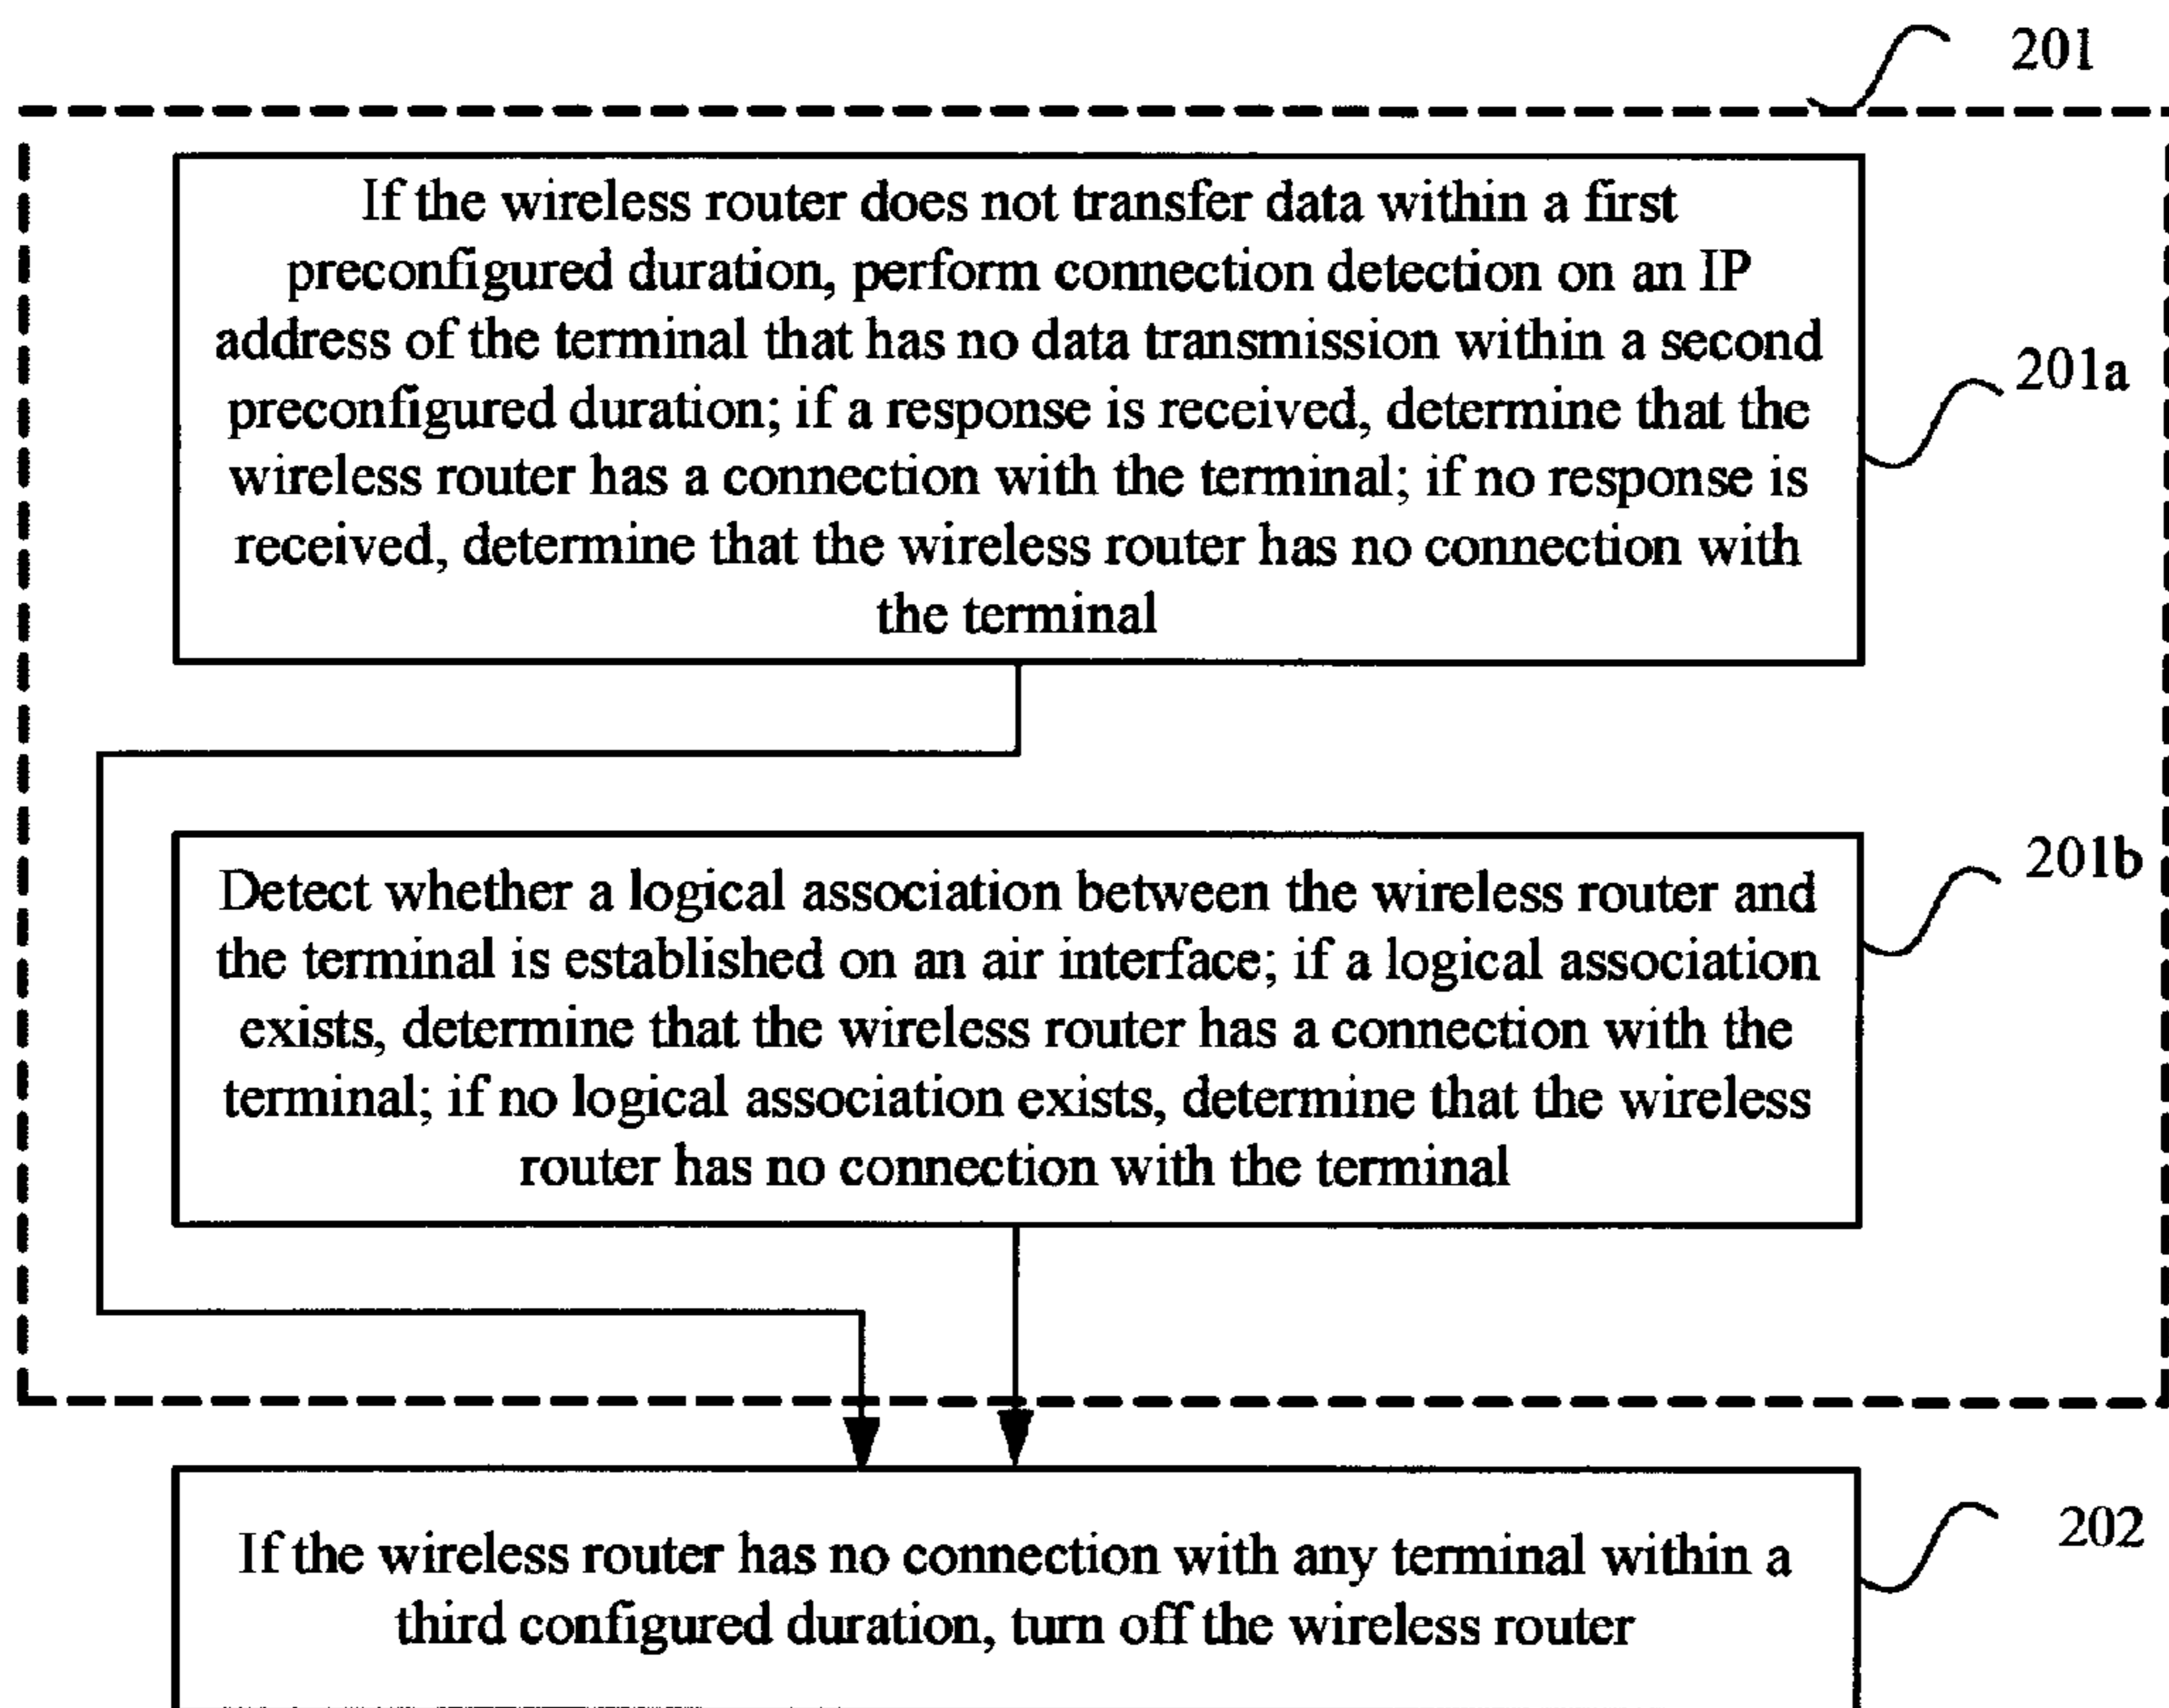 201
If the wireless router does not transfer data within a first
preconfigured duration, perform connection detection on an IP
address of the terminal that has no data transmission within a second
preconfigured duration; if a response is received, determine that the
wireless router has a connection with the terminal; if no response is
received, determine that the wireless router has no connection with
the terminal
201a
Detect whether a logical association between the wireless router and
the terminal is established on an air interface; if a logical association
exists, determine that the wireless router has a connection with the
terminal; if no logical association exists, determine that the wireless
router has no connection with the terminal
201b
If the wireless router has no connection with any terminal within a
third configured duration, turn off the wireless router
202